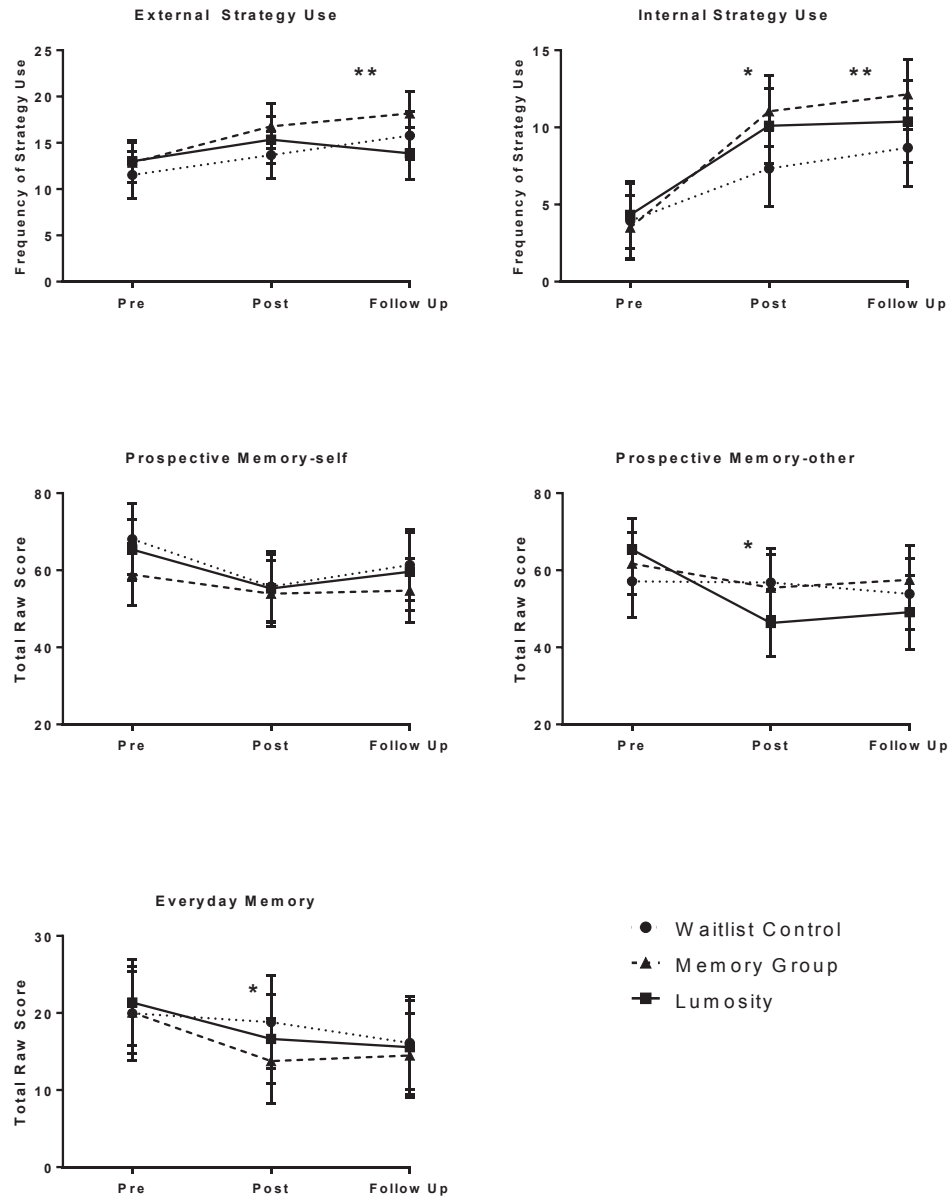 External Strategy Use
Frequency of Strategy Use
25
20
15
10
5
0
**
Pre
Post
Follow Up
Internal Strategy Use
Frequency of Strategy Use
15
10
5
0
*
**
Pre
Post
Follow Up
Prospective Memory-self
Total Raw Score
80
60
40
20
Pre
Post
Follow Up
Prospective Memory-other
Total Raw Score
80
60
40
20
*
Pre
Post
Follow Up
Everyday Memory
Total Raw Score
30
20
10
0
*
Pre
Post
Follow Up
Waitlist Control
Memory Group
Lumosity